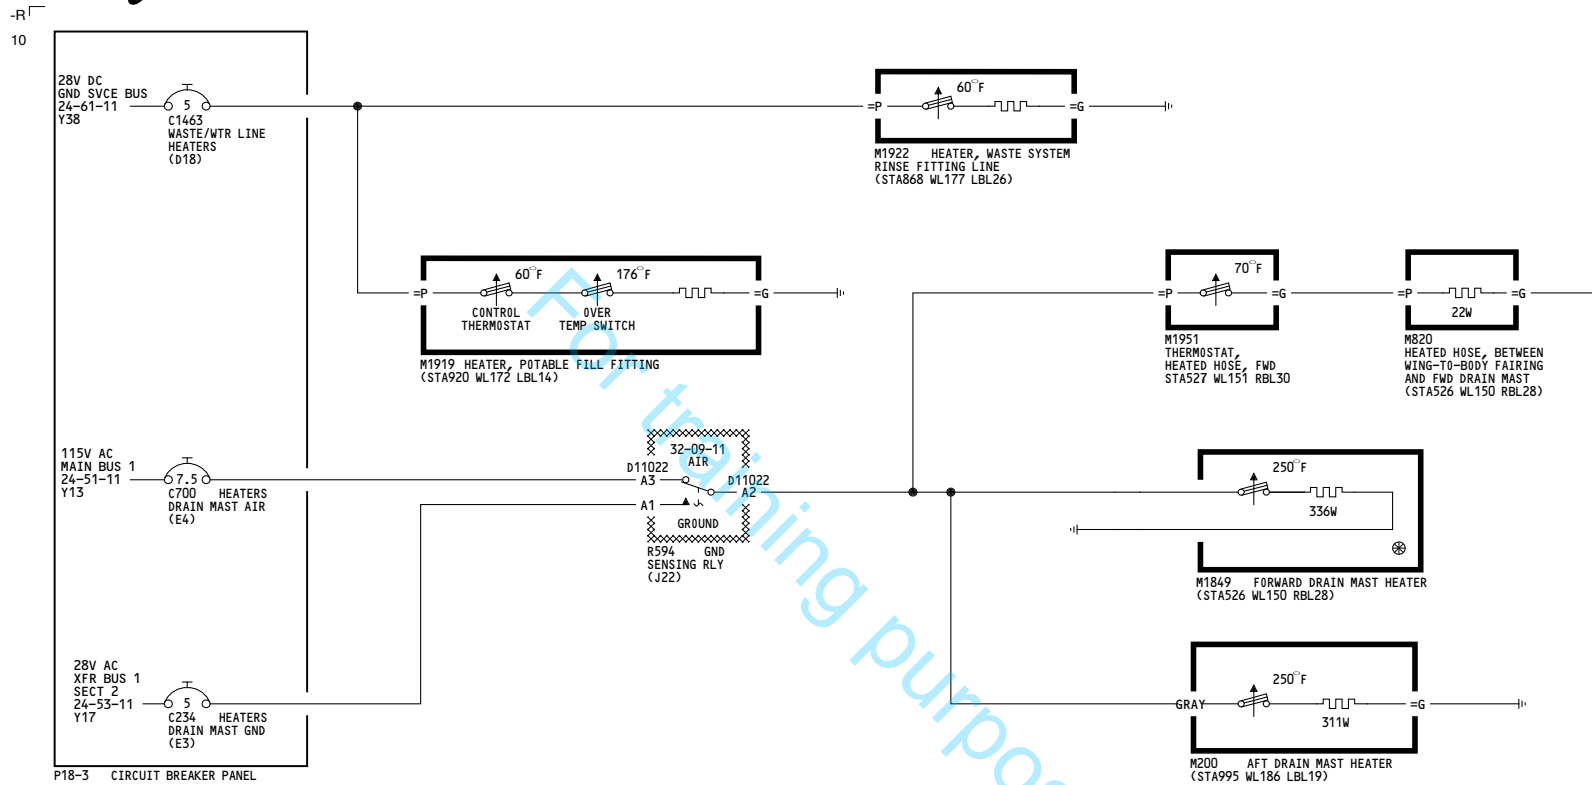 -R
10
28V DC
GND SVCE BUS
24-61-11
Y38
5
C1463
WASTE/WTR LINE
HEATERS
(D18)
=P
60°F
=G
M1922 HEATER, WASTE SYSTEM
RINSE FITTING LINE
(STA868 WL177 LBL26)
=P
60°F
176°F
=G
CONTROL
THERMOSTAT
OVER
TEMP SWITCH
M1919 HEATER, POTABLE FILL FITTING
(STA920 WL172 LBL14)
=P
70°F
=G
M1951
THERMOSTAT,
HEATED HOSE, FWD
STA527 WL151 RBL30
=P
22W
=G
M820
HEATED HOSE, BETWEEN
WING-TO-BODY FAIRING
AND FWD DRAIN MAST
(STA526 WL150 RBL28)
115V AC
MAIN BUS 1
24-51-11
Y13
7.5
C700 HEATERS
DRAIN MAST AIR
(E4)
32-09-11
AIR
D11022
A3
D11022
A2
A1
GROUND
R594 GND
SENSING RLY
(J22)
250°F
336W
M1849 FORWARD DRAIN MAST HEATER
(STA526 WL150 RBL28)
28V AC
XFR BUS 1
SECT 2
24-53-11
Y17
5
C234 HEATERS
DRAIN MAST GND
(E3)
GRAY
250°F
311W
=G
M200 AFT DRAIN MAST HEATER
(STA995 WL186 LBL19)
P18-3 CIRCUIT BREAKER PANEL
For training purpos